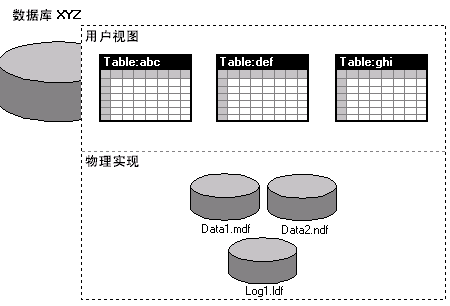 数据库 XYZ
用户视图
Table:abc Table:def Table:ghi
物理实现
Data1.mdf Data2.ndf
Log1.ldf